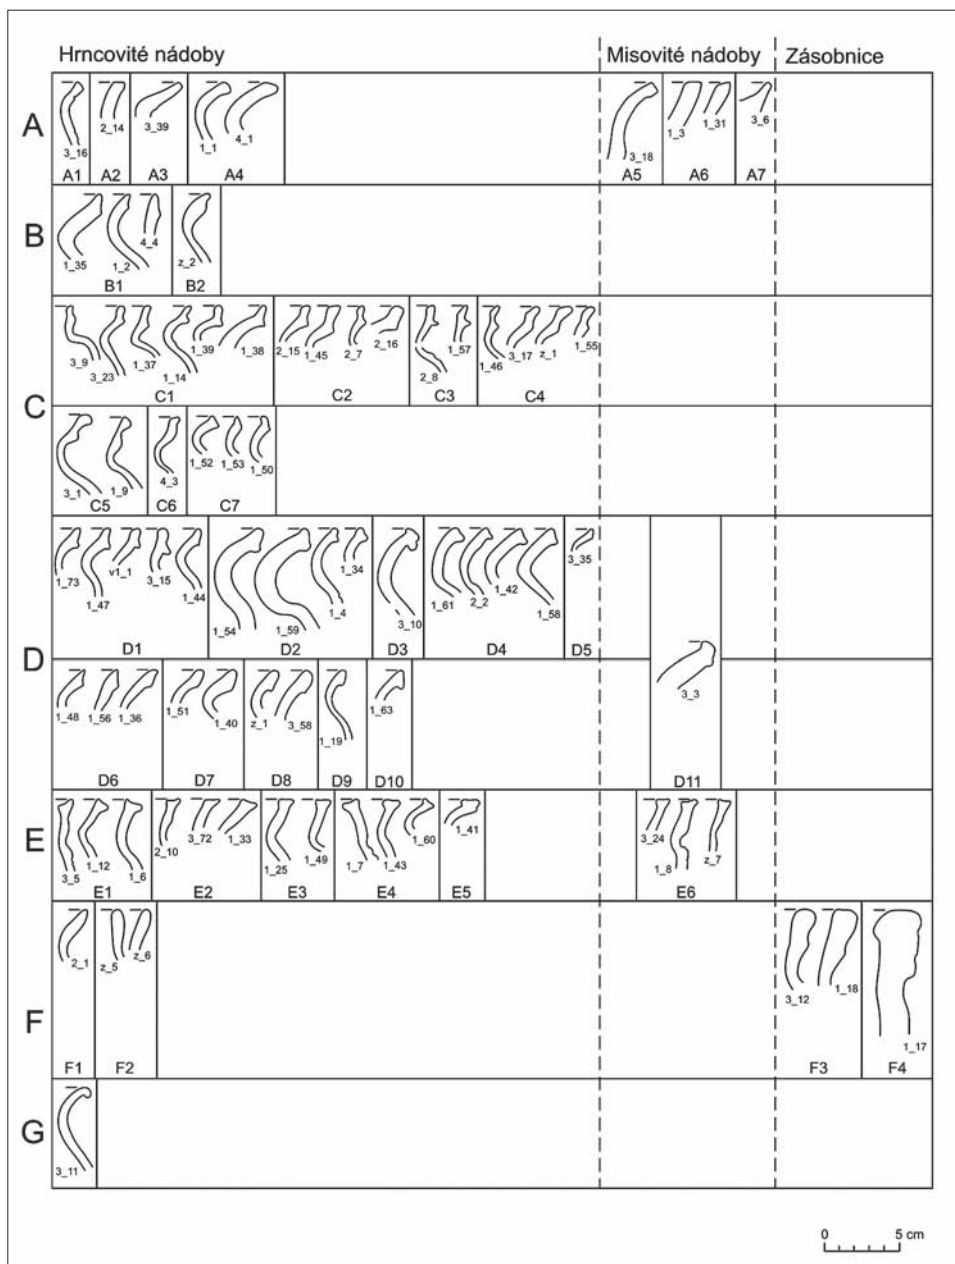 Hrncovité nádoby Misovité nádoby Zásobnice
A
3_16 2_14 3_39 1_1 4_1 3_18 1_3 1_31 3_6
A1 A2 A3 A4 A5 A6 A7
B
1_35 1_2 4_4 z_2
B1 B2
C
3_9 3_23 1_37 1_14 1_39 1_38 2_15 1_45 2_7 2_16 2_8 1_57 1_46 3_17 z_1 1_55
C1 C2 C3 C4
3_1 1_9 4_3 1_52 1_53 1_50
C5 C6 C7
D
1_73 1_47 v1_1 3_15 1_44 1_54 1_59 1_4 1_34 3_10 1_61 2_2 1_42 1_58 3_35
D1 D2 D3 D4 D5
1_48 1_56 1_36 1_51 1_40 z_1 3_58 1_19 1_63 3_3
D6 D7 D8 D9 D10 D11
E
3_5 1_12 1_6 2_10 3_72 1_33 1_25 1_49 1_7 1_43 1_60 1_41 3_24 1_8 z_7
E1 E2 E3 E4 E5 E6
F
2_1 z_5 z_6 3_12 1_18 1_17
F1 F2 F3 F4
G
3_11
0 5 cm